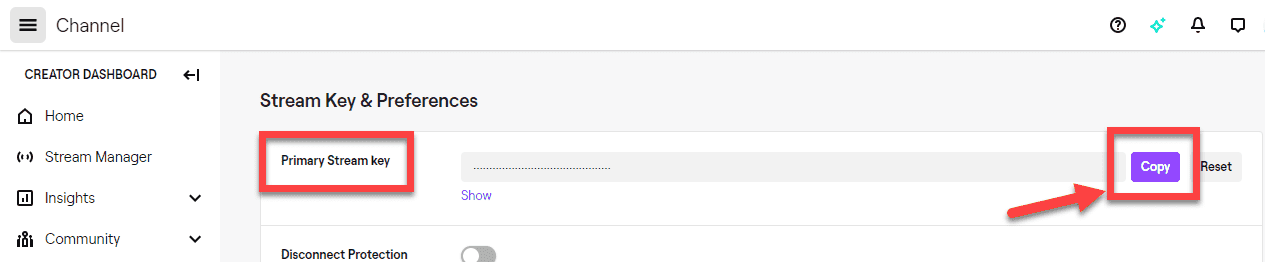 Channel
CREATOR DASHBOARD
Home
Stream Manager
Insights
Community
Stream Key & Preferences
Primary Stream key
Copy
Reset
Show
Disconnect Protection